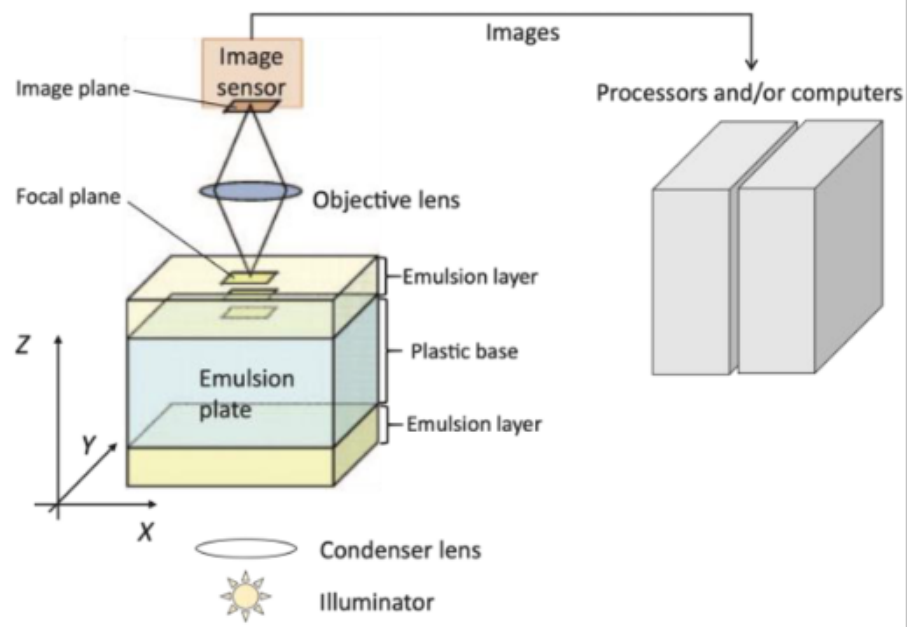 Images
Image
sensor
Image plane
Processors and/or computers
Focal plane
Objective lens
Emulsion layer
Z
Plastic base
Emulsion
plate
Emulsion layer
Y
X
Condenser lens
Illuminator